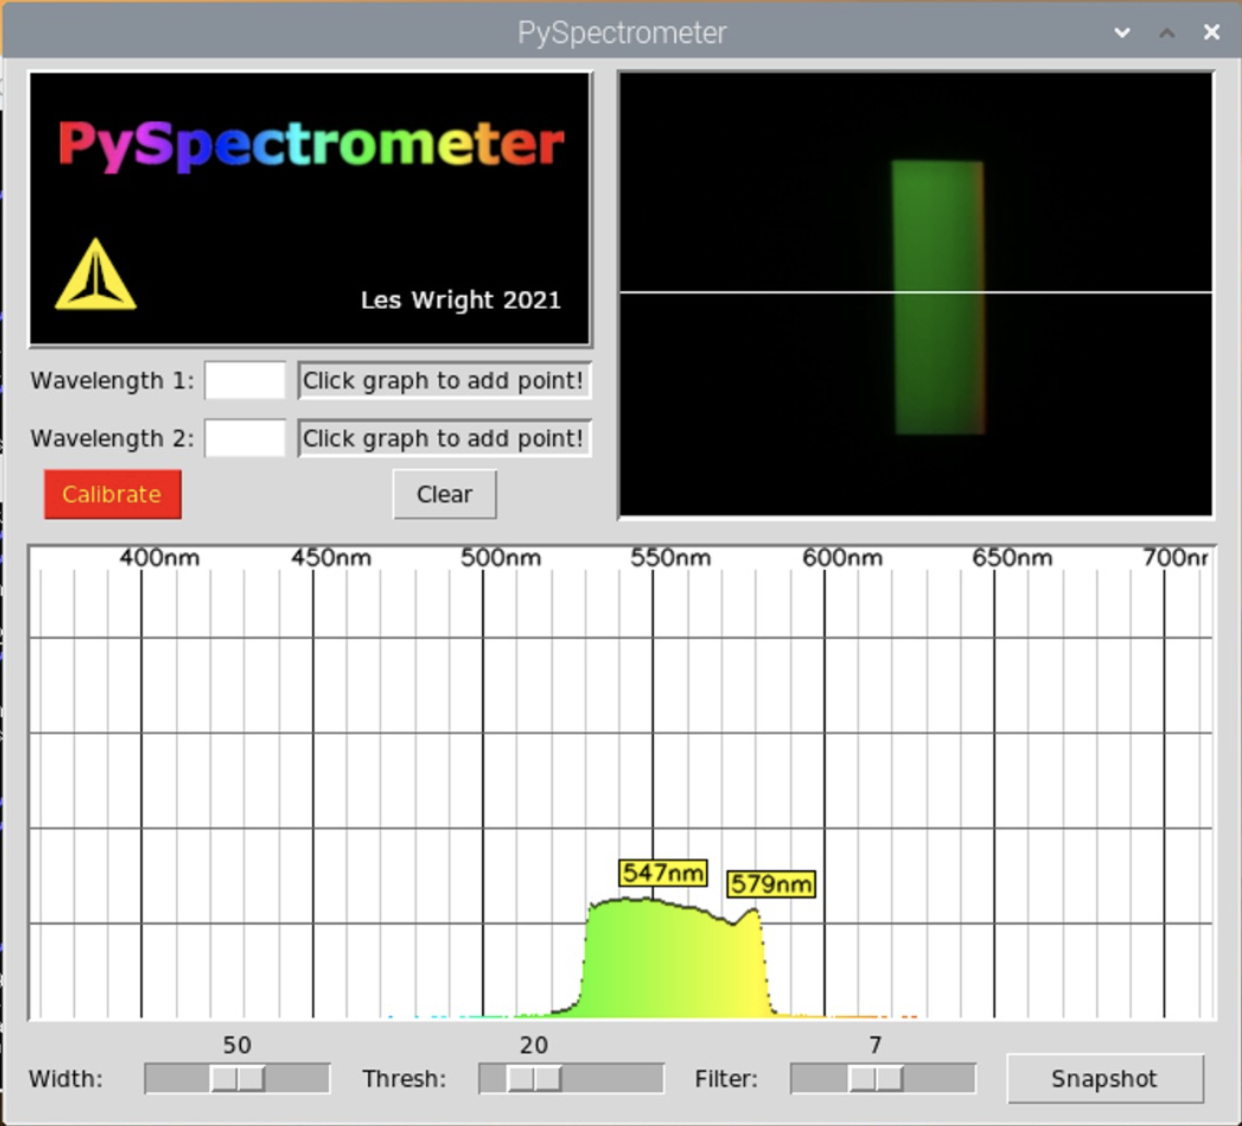 PySpectrometer
PySpectrometer
Les Wright 2021
Wavelength 1: Click graph to add point!
Wavelength 2: Click graph to add point!
Calibrate Clear
400nm 450nm 500nm 550nm 600nm 650nm 700nr
547nm
579nm
50 20 7
Width: Thresh: Filter: Snapshot